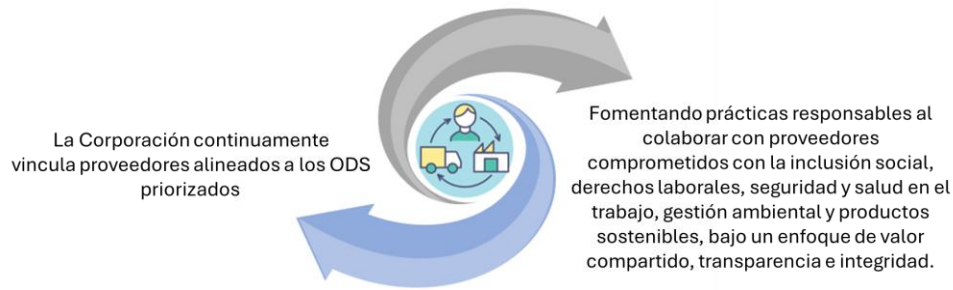 La Corporación continuamente
vincula proveedores alineados a los ODS
priorizados
Fomentando prácticas responsables al
colaborar con proveedores
comprometidos con la inclusión social,
derechos laborales, seguridad y salud en el
trabajo, gestión ambiental y productos
sostenibles, bajo un enfoque de valor
compartido, transparencia e integridad.